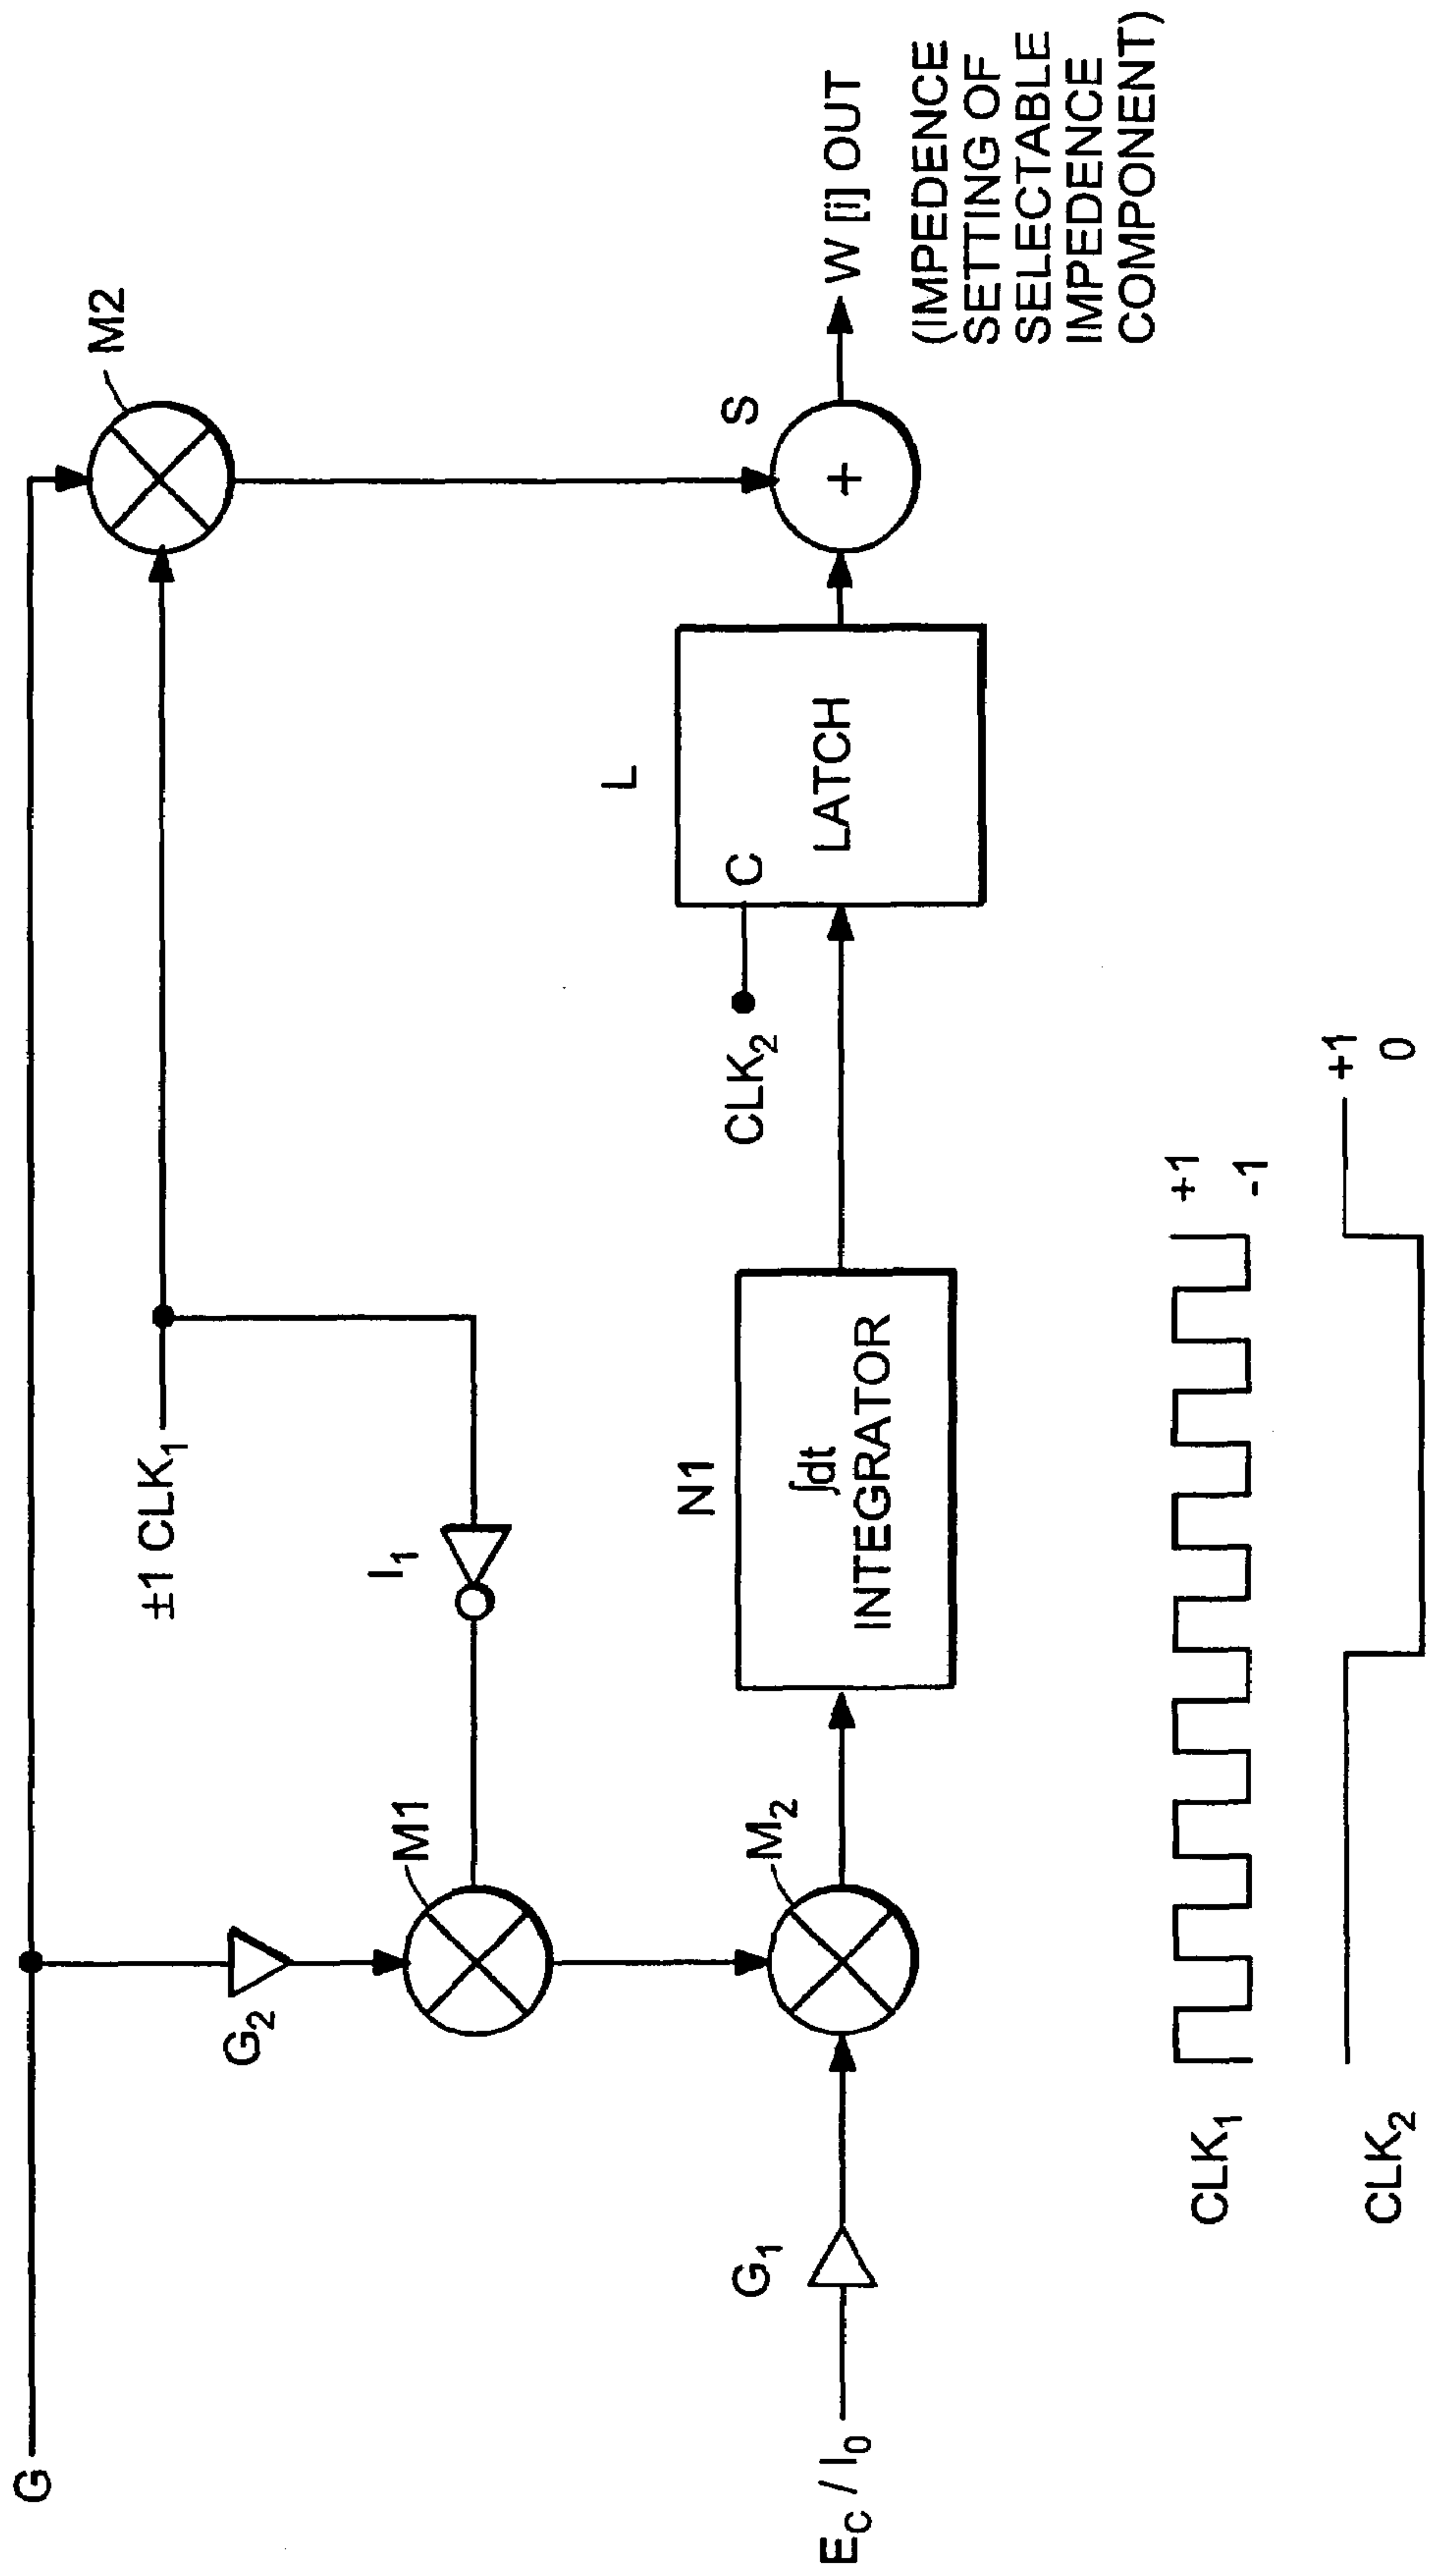 G
M2
±1 CLK1
G2
I1
M1
W [i] OUT
(IMPEDENCE
SETTING OF
SELECTABLE
IMPEDENCE
COMPONENT)
S
+
L
C
LATCH
CLK2
N1
∫dt
INTEGRATOR
M2
G1
EC / I0
CLK1
+1
-1
CLK2
+1
0